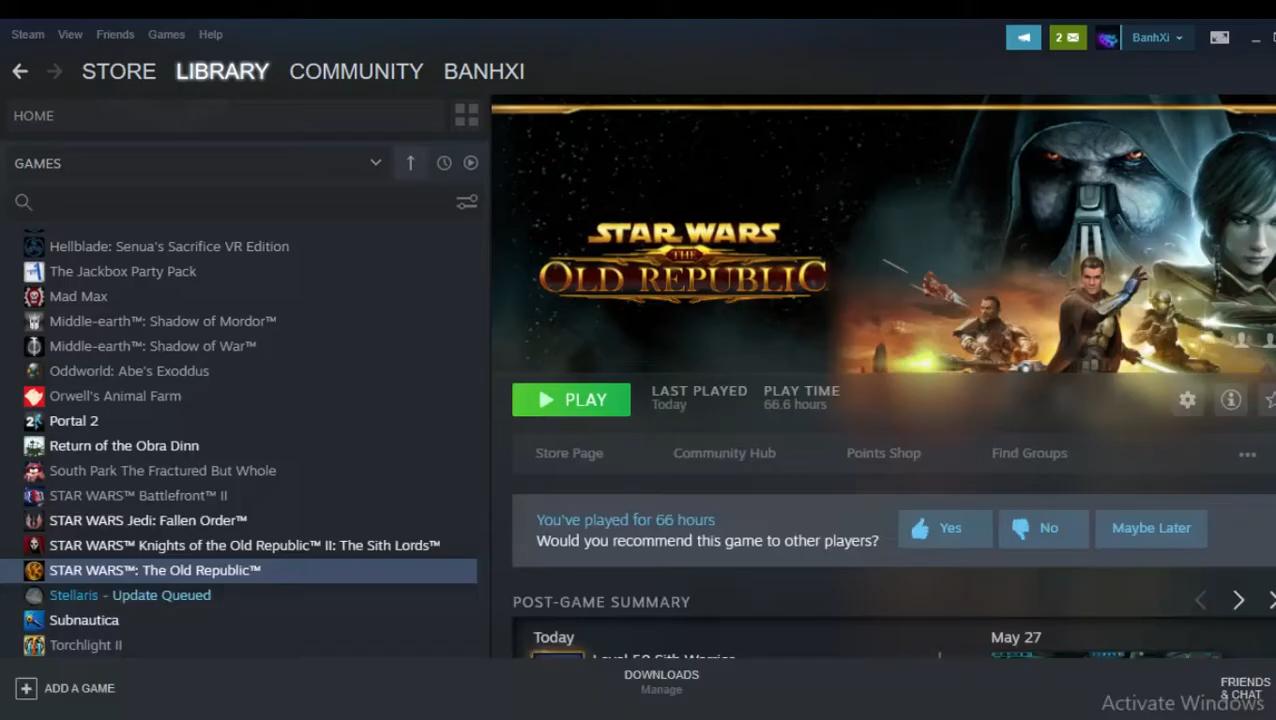 Steam View Friends Games Help
2 BanhXi
STORE LIBRARY COMMUNITY BANHXI
HOME
GAMES
Hellblade: Senua's Sacrifice VR Edition
The Jackbox Party Pack
Mad Max
Middle-earth™: Shadow of Mordor™
Middle-earth™: Shadow of War™
Oddworld: Abe's Exoddus
Orwell's Animal Farm
Portal 2
Return of the Obra Dinn
South Park The Fractured But Whole
STAR WARS™ Battlefront™ II
STAR WARS Jedi: Fallen Order™
STAR WARS™ Knights of the Old Republic™ II: The Sith Lords™
STAR WARS™: The Old Republic™
Stellaris - Update Queued
Subnautica
Torchlight II
ADD A GAME
STAR WARS
THE
OLD REPUBLIC
PLAY
LAST PLAYED
Today
PLAY TIME
66.6 hours
Store Page Community Hub Points Shop Find Groups
You've played for 66 hours
Would you recommend this game to other players?
Yes No Maybe Later
POST-GAME SUMMARY
Today
Level 50 Sith Warrior
May 27
DOWNLOADS
Manage
FRIENDS
& CHAT
Activate Windows